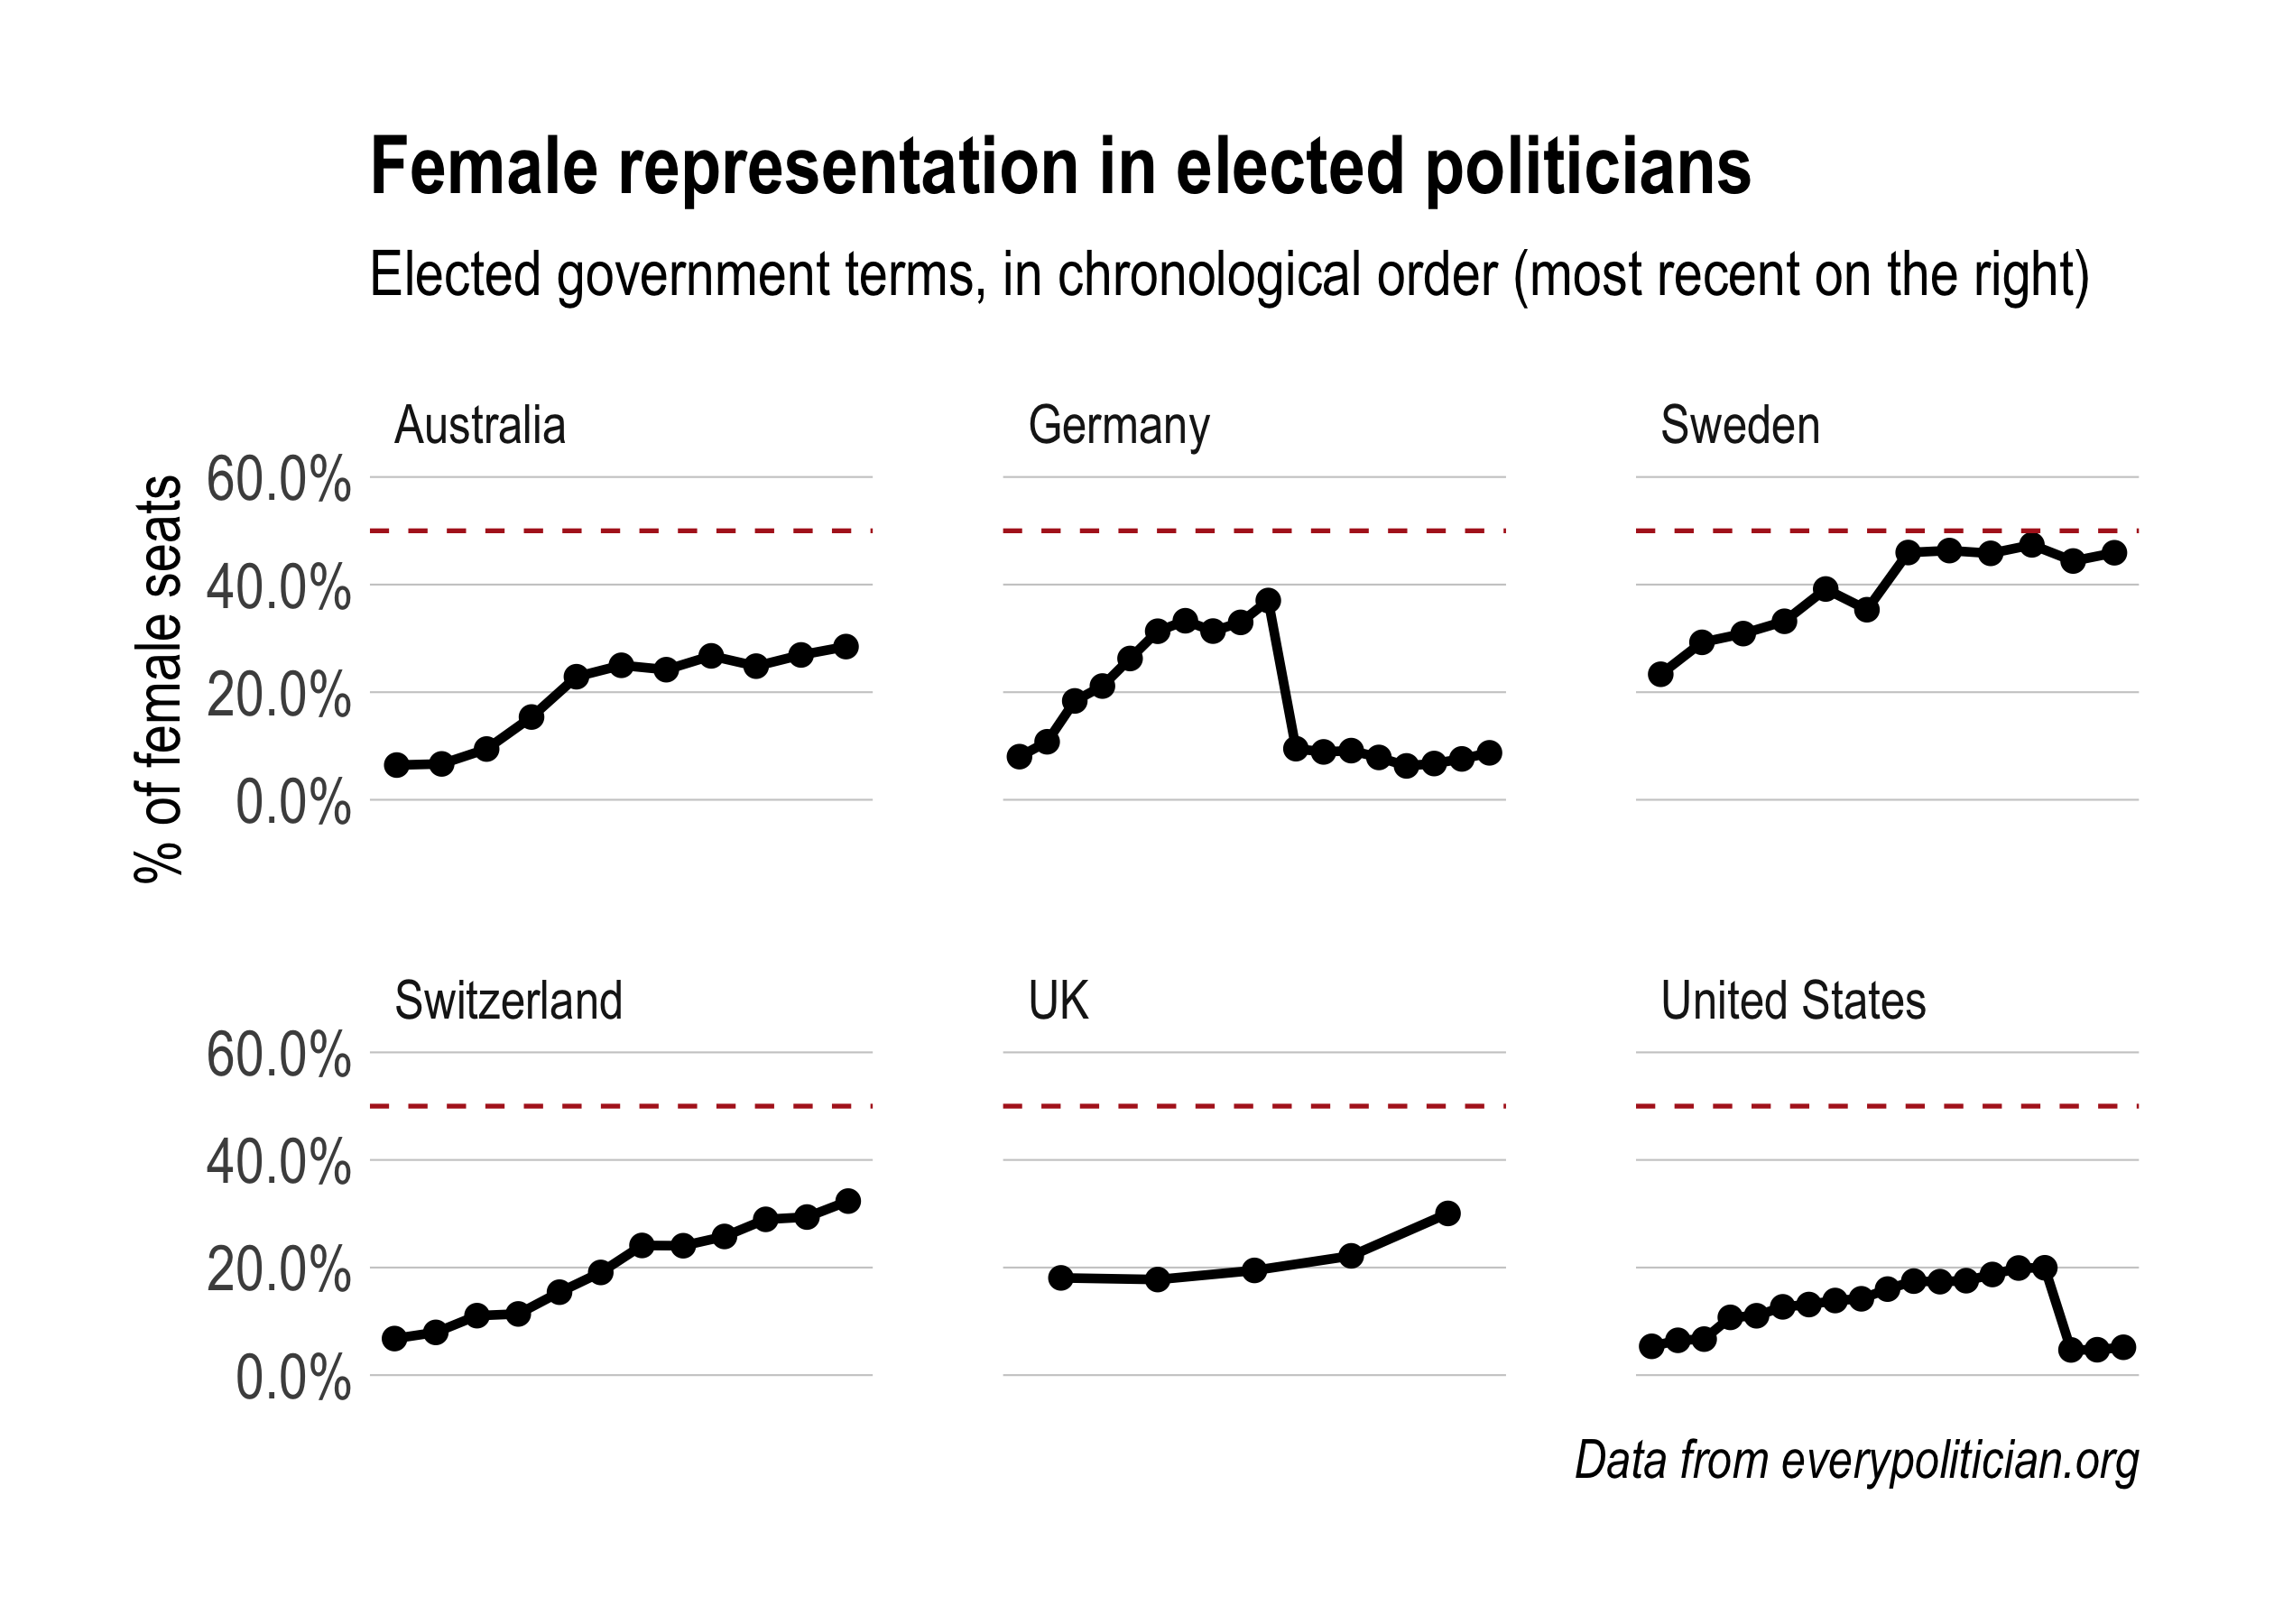 Female representation in elected politicians
Elected government terms, in chronological order (most recent on the right)
% of female seats
Australia
Germany
Sweden
60.0%
40.0%
20.0%
0.0%
Switzerland
UK
United States
60.0%
40.0%
20.0%
0.0%
Data from everypolitician.org